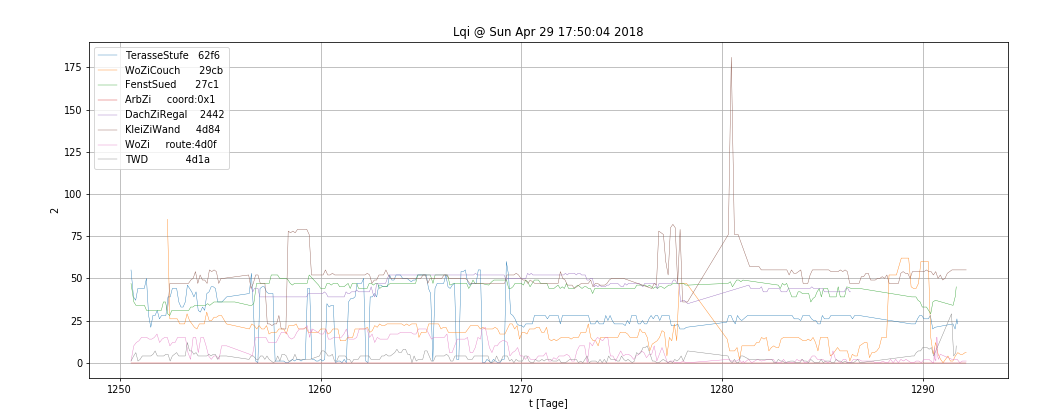 Lqi @ Sun Apr 29 17:50:04 2018
TerasseStufe 62f6
WoZiCouch 29cb
FenstSued 27c1
ArbZi coord:0x1
DachZiRegal 2442
KleiZiWand 4d84
WoZi route:4d0f
TWD 4d1a
175
150
125
100
75
50
25
0
2
1250 1260 1270 1280 1290
t [Tage]